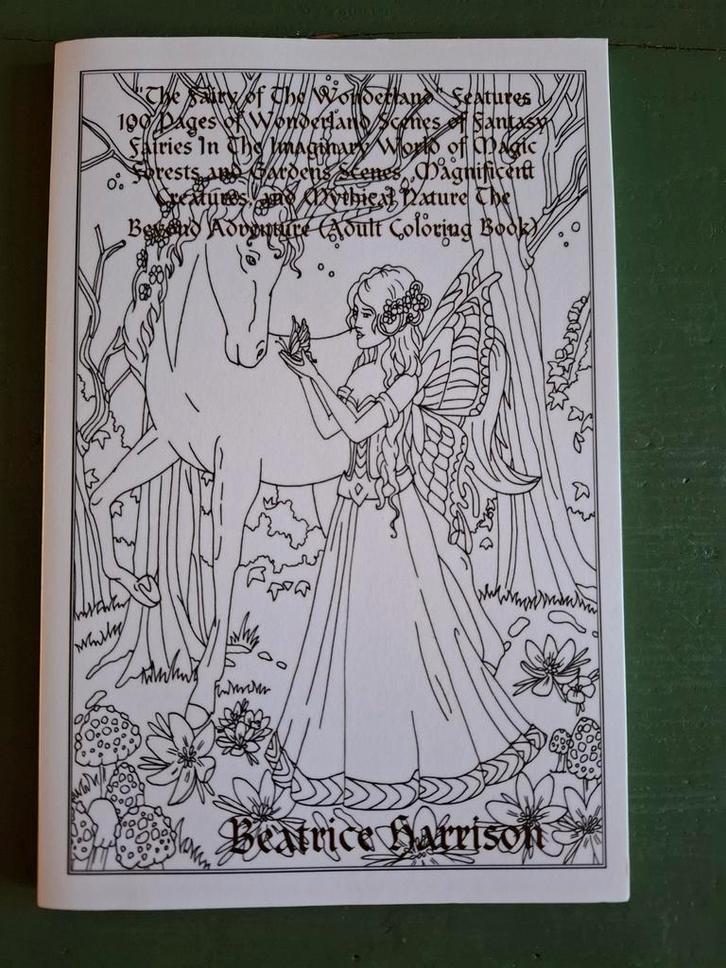 "The Fairy of The Wonderland" Features
100 Pages of Wonderland Scenes of Fantasy
Fairies In The Imaginary World of Magic
Forests and Gardens Scenes, Magnificent
Creatures, and Mythical Nature The
Beyond Adventure (Adult Coloring Book)
Beatrice Harrison